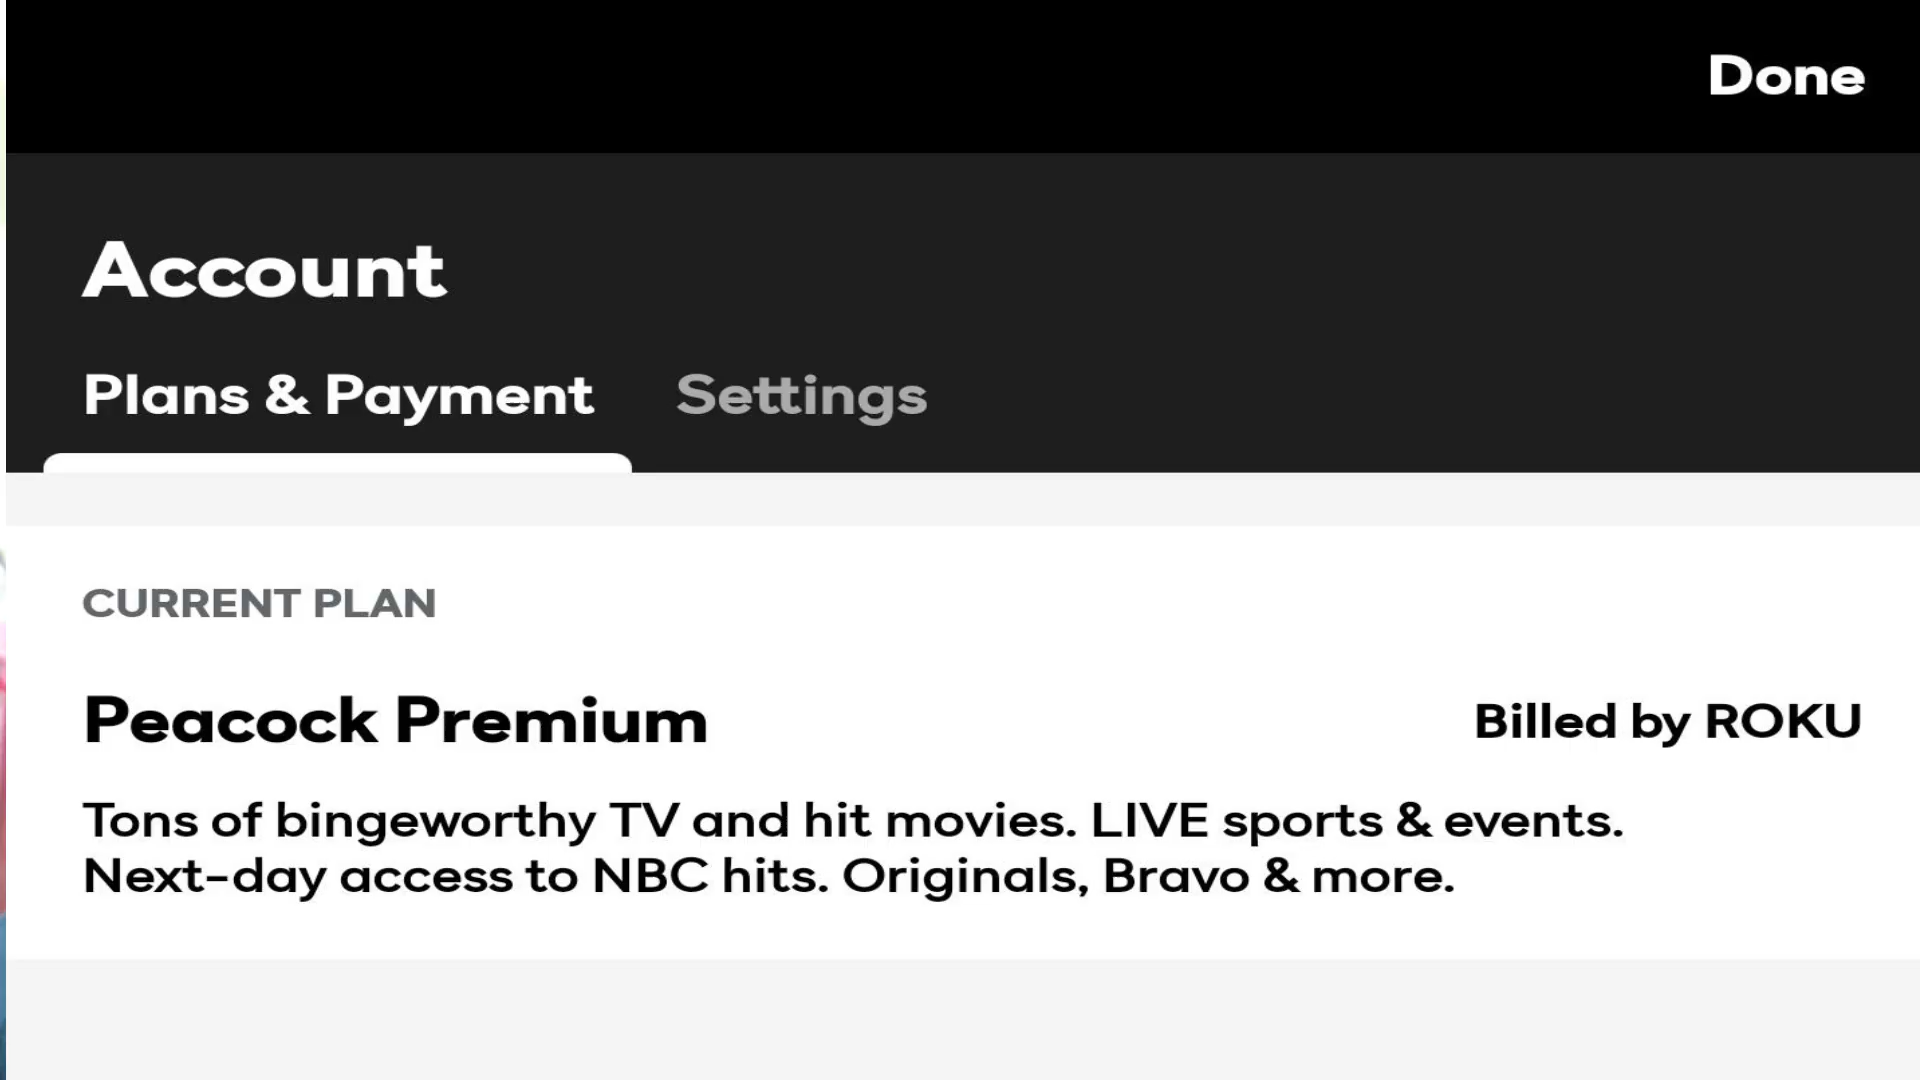 Done
Account
Plans & Payment Settings
CURRENT PLAN
Peacock Premium Billed by ROKU
Tons of bingeworthy TV and hit movies. LIVE sports & events.
Next-day access to NBC hits. Originals, Bravo & more.